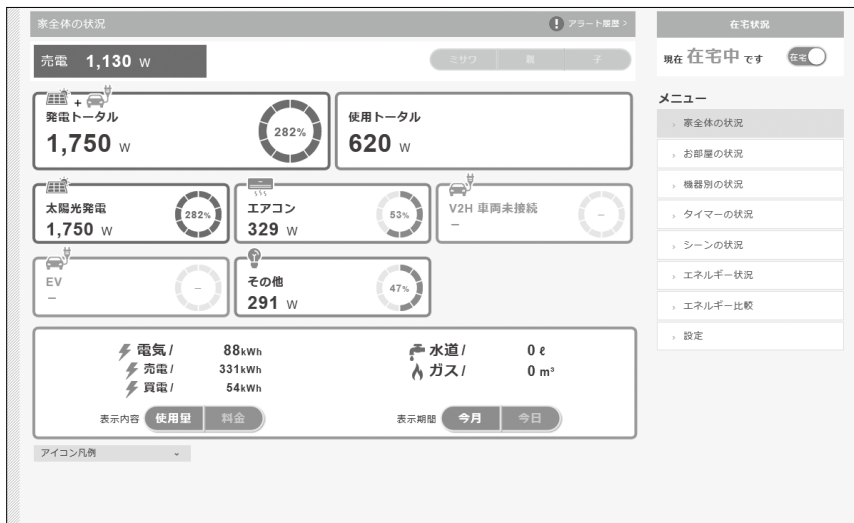 家全体の状況
アラート履歴 >
売電 1,130 W
ミサワ 親 子
+
発電トータル
1,750 W
282%
使用トータル
620 W
太陽光発電
1,750 W
282%
エアコン
329 W
53%
V2H 車両未接続
–
–
EV
–
–
その他
291 W
47%
電気/ 88kWh
売電/ 331kWh
買電/ 54kWh
水道/ 0 ℓ
ガス/ 0 m³
表示内容 使用量 料金
表示期間 今月 今日
アイコン凡例
在宅状況
現在 在宅中 です 在宅
メニュー
› 家全体の状況
› お部屋の状況
› 機器別の状況
› タイマーの状況
› シーンの状況
› エネルギー状況
› エネルギー比較
› 設定